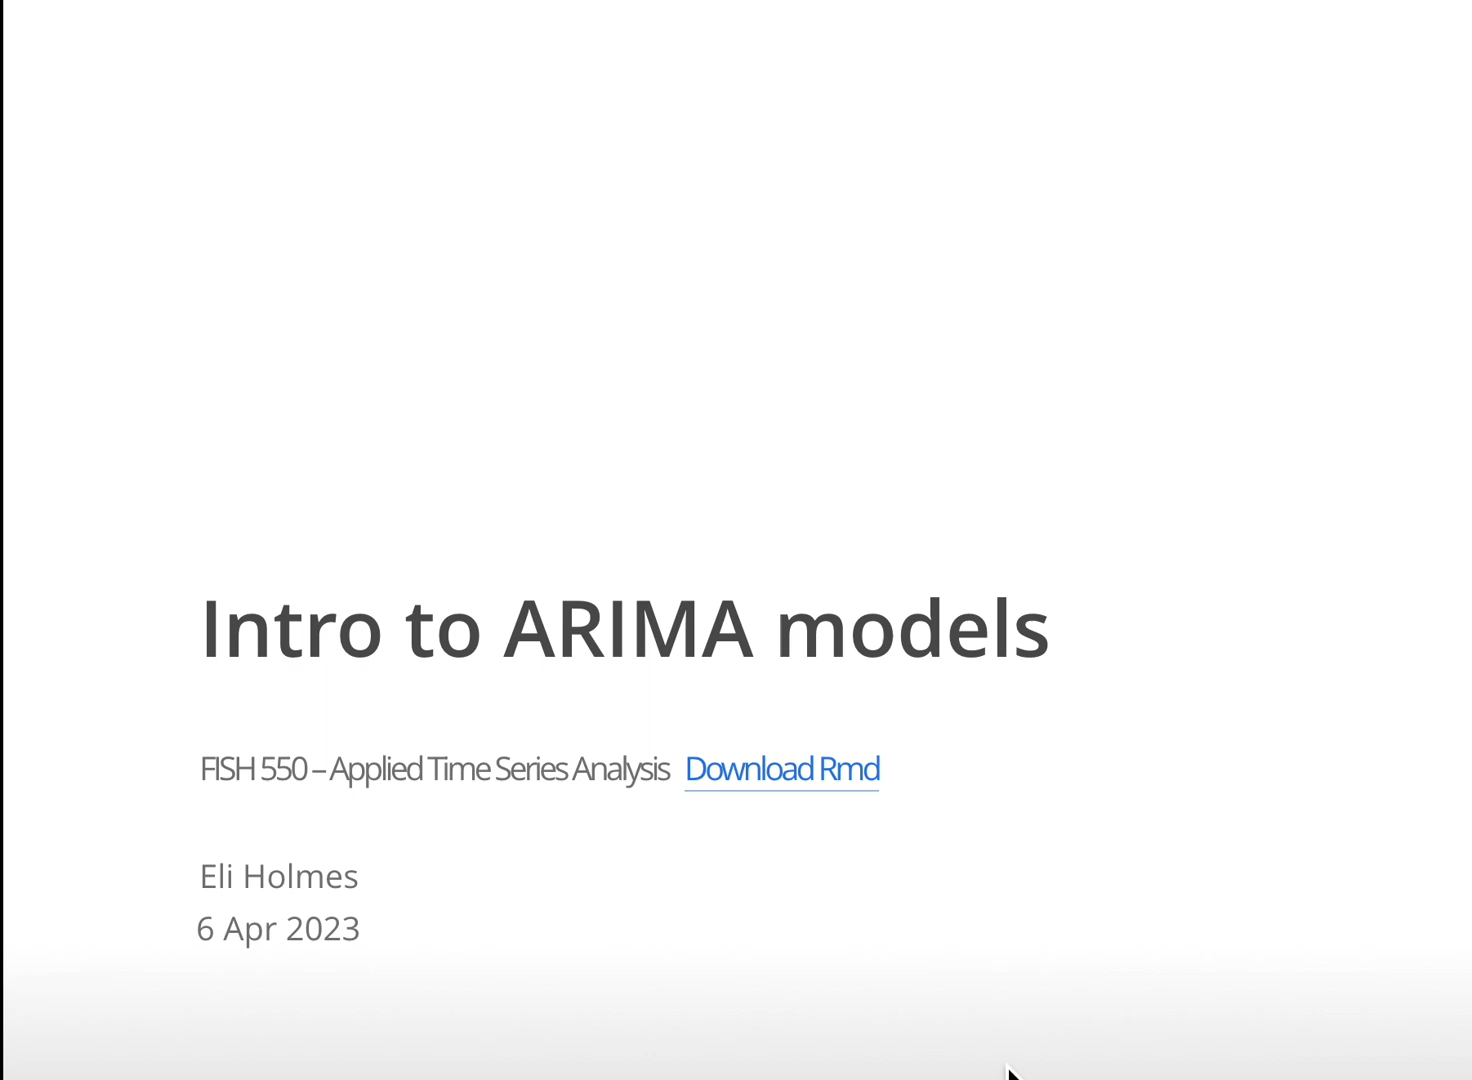 Intro to ARIMA models
FISH 550 – Applied Time Series Analysis Download Rmd
Eli Holmes
6 Apr 2023